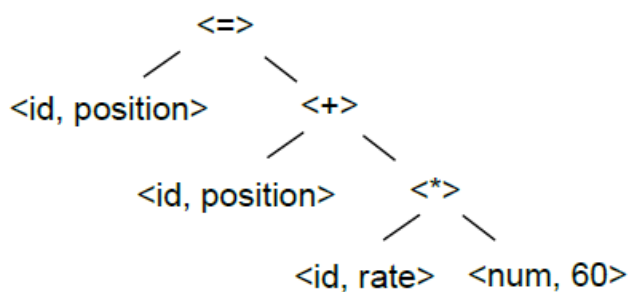 <=>
<id, position> <+>
<id, position> <*>
<id, rate> <num, 60>